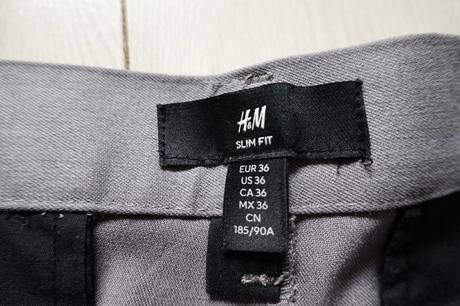 H&M
SLIM FIT
EUR 36
US 36
CA 36
MX 36
CN
185/90A